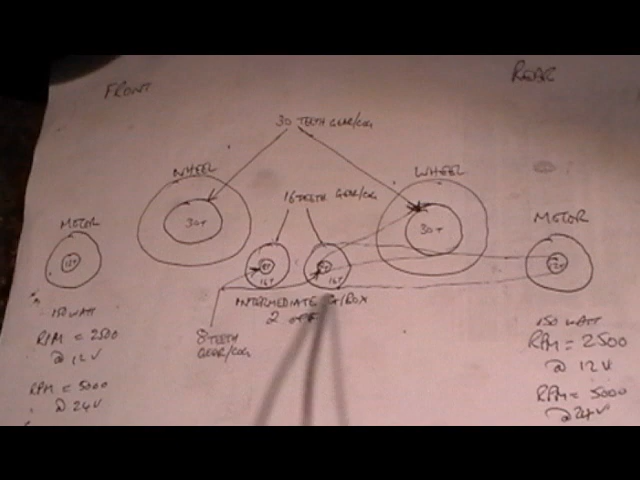 FRONT
REAR
30 TEETH GEAR/COG
WHEEL
WHEEL
16 TEETH GEAR/COG
MOTOR
MOTOR
30T
30T
12T
8T
16T
16T
INTERMEDIATE G/BOX
2 OFF
8 TEETH
GEAR/COG
150 WATT
RPM = 2500
@ 12V
RPM = 5000
@ 24V
150 WATT
RPM = 2500
@ 12V
RPM = 5000
@ 24V